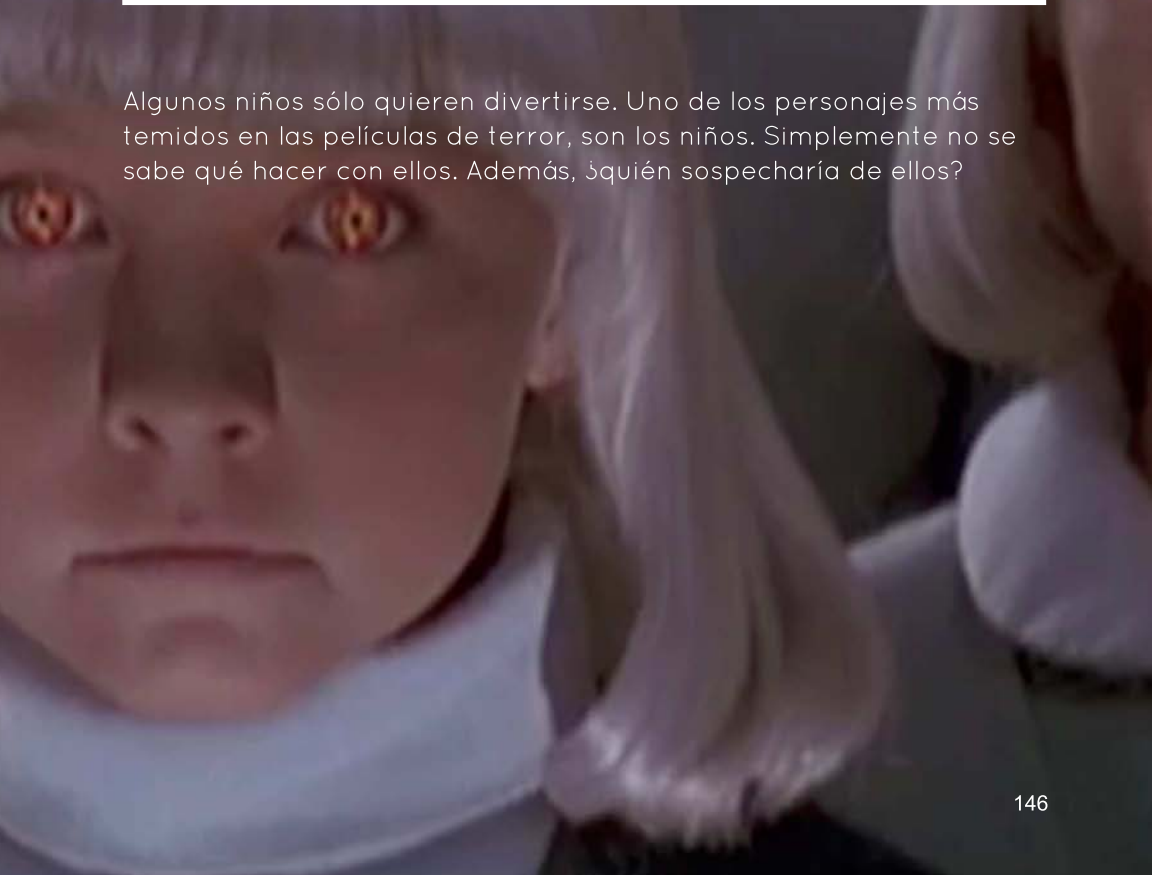 Algunos niños sólo quieren divertirse. Uno de los personajes más
temidos en las películas de terror, son los niños. Simplemente no se
sabe qué hacer con ellos. Además, ¿quién sospecharía de ellos?
146